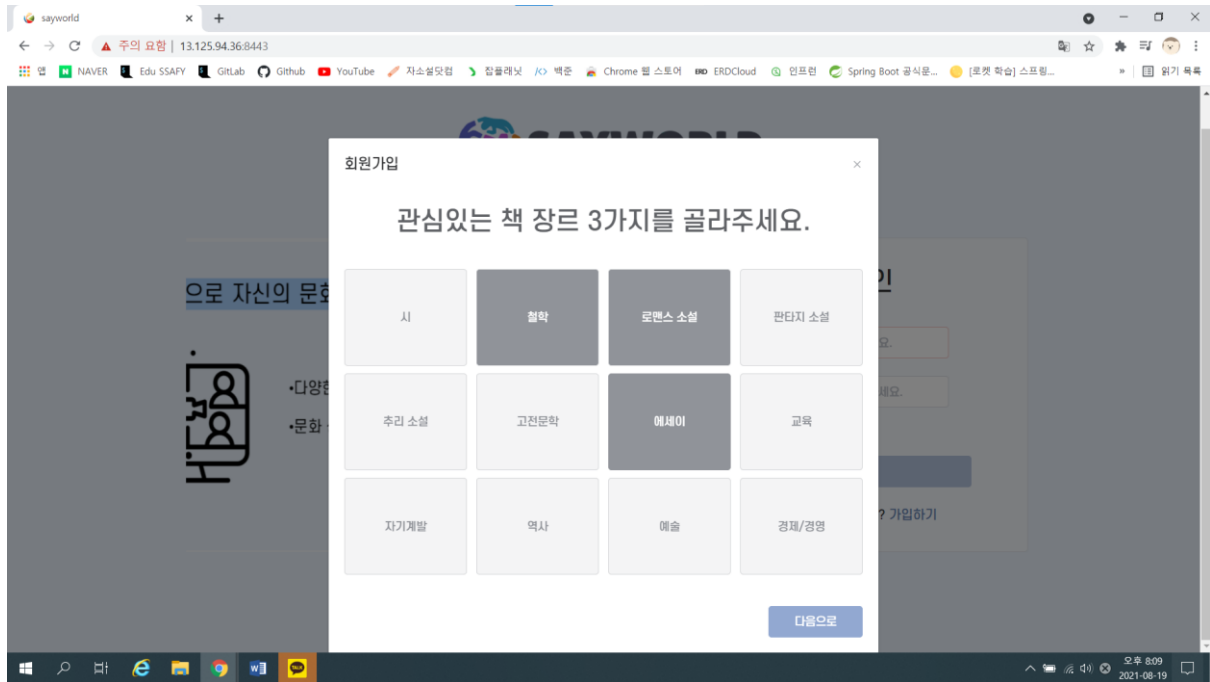 sayworld
주의 요함 | 13.125.94.36:8443
앱 NAVER Edu SSAFY GitLab Github YouTube 자소설닷컴 잡플래닛 백준 Chrome 웹 스토어 ERDCloud 인프런 Spring Boot 공식문... [로켓 학습] 스프링... » 읽기 목록
SAYWORLD
회원가입
관심있는 책 장르 3가지를 골라주세요.
으로 자신의 문화
시 철학 로맨스 소설 판타지 소설
요.
•다양한
세요.
•문화
추리 소설 고전문학 에세이 교육
자기계발 역사 예술 경제/경영
? 가입하기
다음으로
오후 8:09
2021-08-19